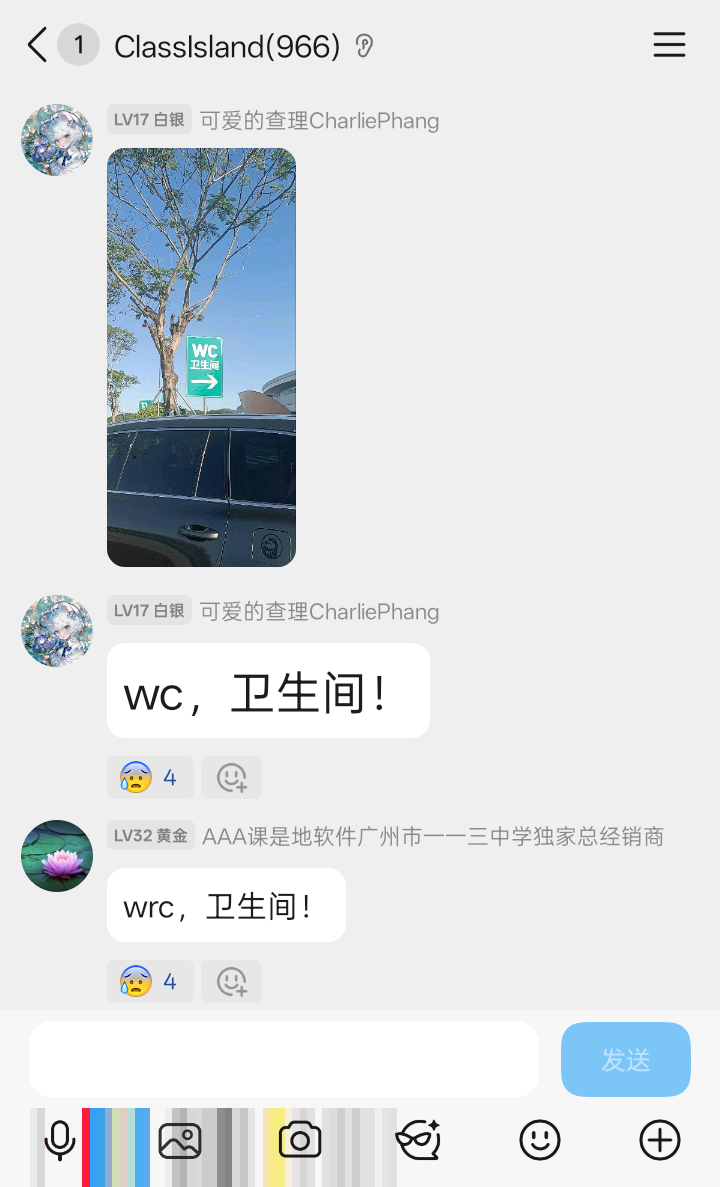 1
ClassIsland(966)
LV17 白银 可爱的查理CharliePhang
WC
卫生间
LV17 白银 可爱的查理CharliePhang
wc，卫生间！
4
LV32 黄金 AAA课是地软件广州市一一三中学独家总经销商
wrc，卫生间！
4
发送